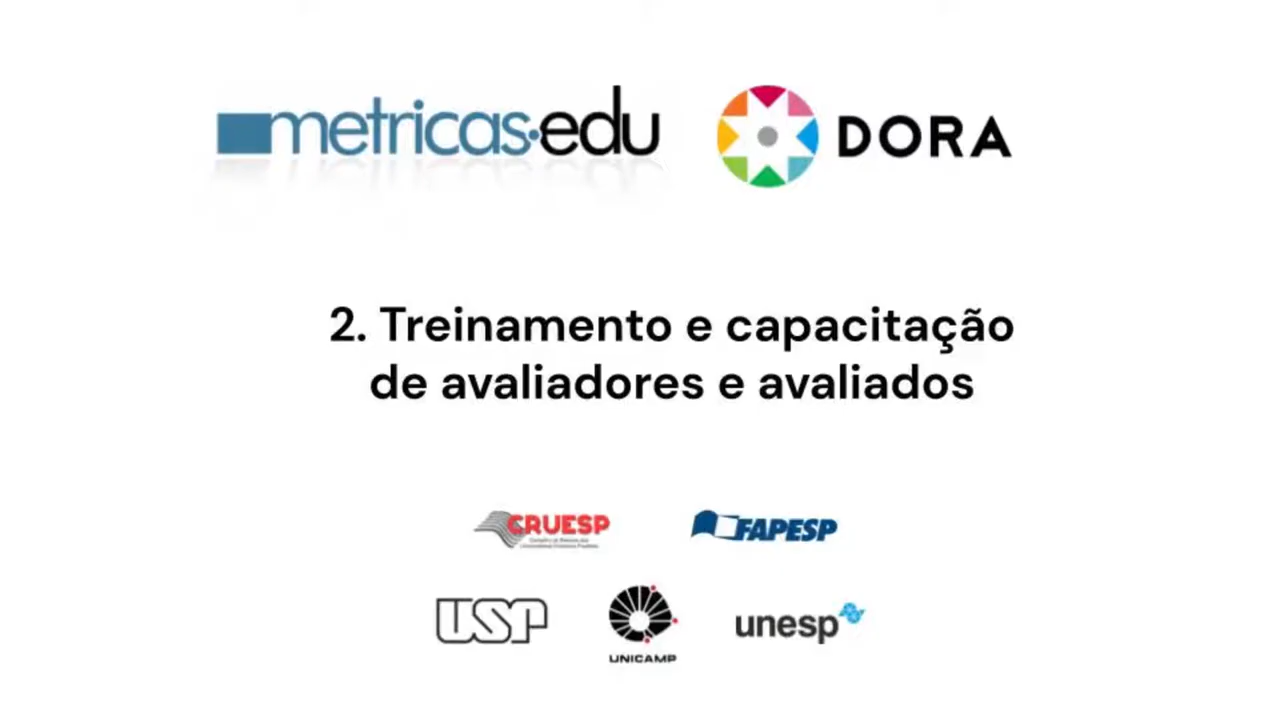 metricas.edu
DORA
2. Treinamento e capacitação
de avaliadores e avaliados
CRUESP
FAPESP
USP
UNICAMP
unesp